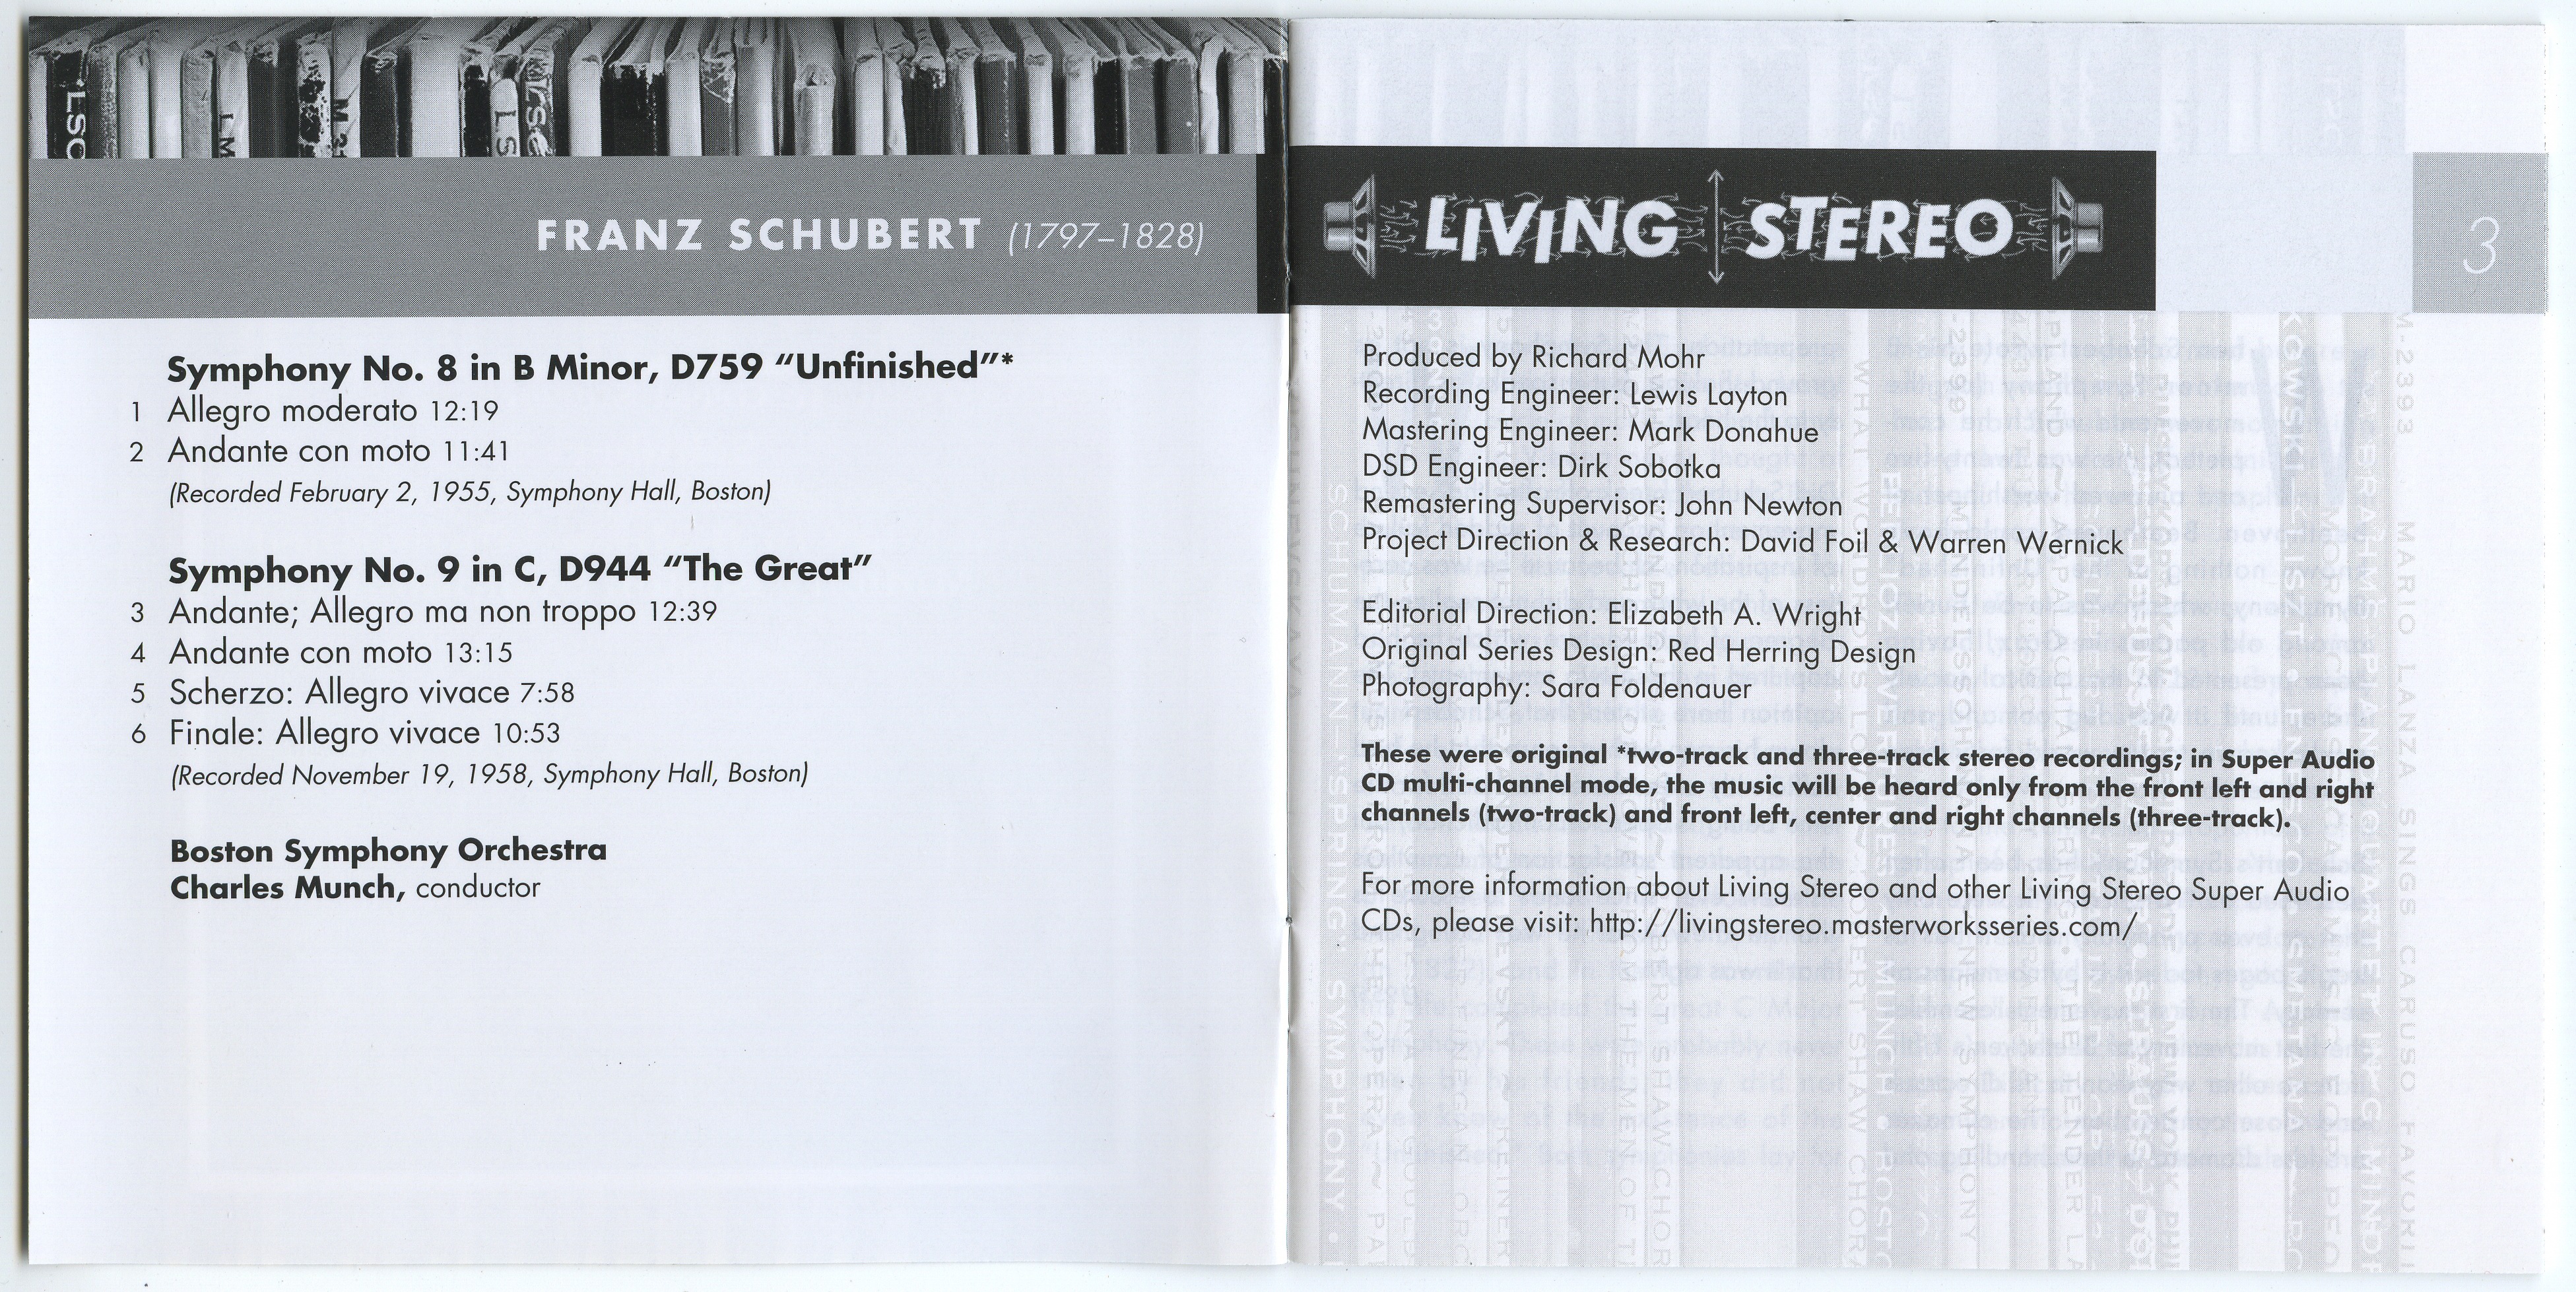 LSO
LM
M21
LS
LSC
FRANZ SCHUBERT (1797–1828)
Symphony No. 8 in B Minor, D759 “Unfinished”*
1 Allegro moderato 12:19
2 Andante con moto 11:41
(Recorded February 2, 1955, Symphony Hall, Boston)
Symphony No. 9 in C, D944 “The Great”
3 Andante; Allegro ma non troppo 12:39
4 Andante con moto 13:15
5 Scherzo: Allegro vivace 7:58
6 Finale: Allegro vivace 10:53
(Recorded November 19, 1958, Symphony Hall, Boston)
Boston Symphony Orchestra
Charles Munch, conductor
LIVING STEREO
3
Produced by Richard Mohr
Recording Engineer: Lewis Layton
Mastering Engineer: Mark Donahue
DSD Engineer: Dirk Sobotka
Remastering Supervisor: John Newton
Project Direction & Research: David Foil & Warren Wernick
Editorial Direction: Elizabeth A. Wright
Original Series Design: Red Herring Design
Photography: Sara Foldenauer
These were original *two-track and three-track stereo recordings; in Super Audio
CD multi-channel mode, the music will be heard only from the front left and right
channels (two-track) and front left, center and right channels (three-track).
For more information about Living Stereo and other Living Stereo Super Audio
CDs, please visit: http://livingstereo.masterworksseries.com/